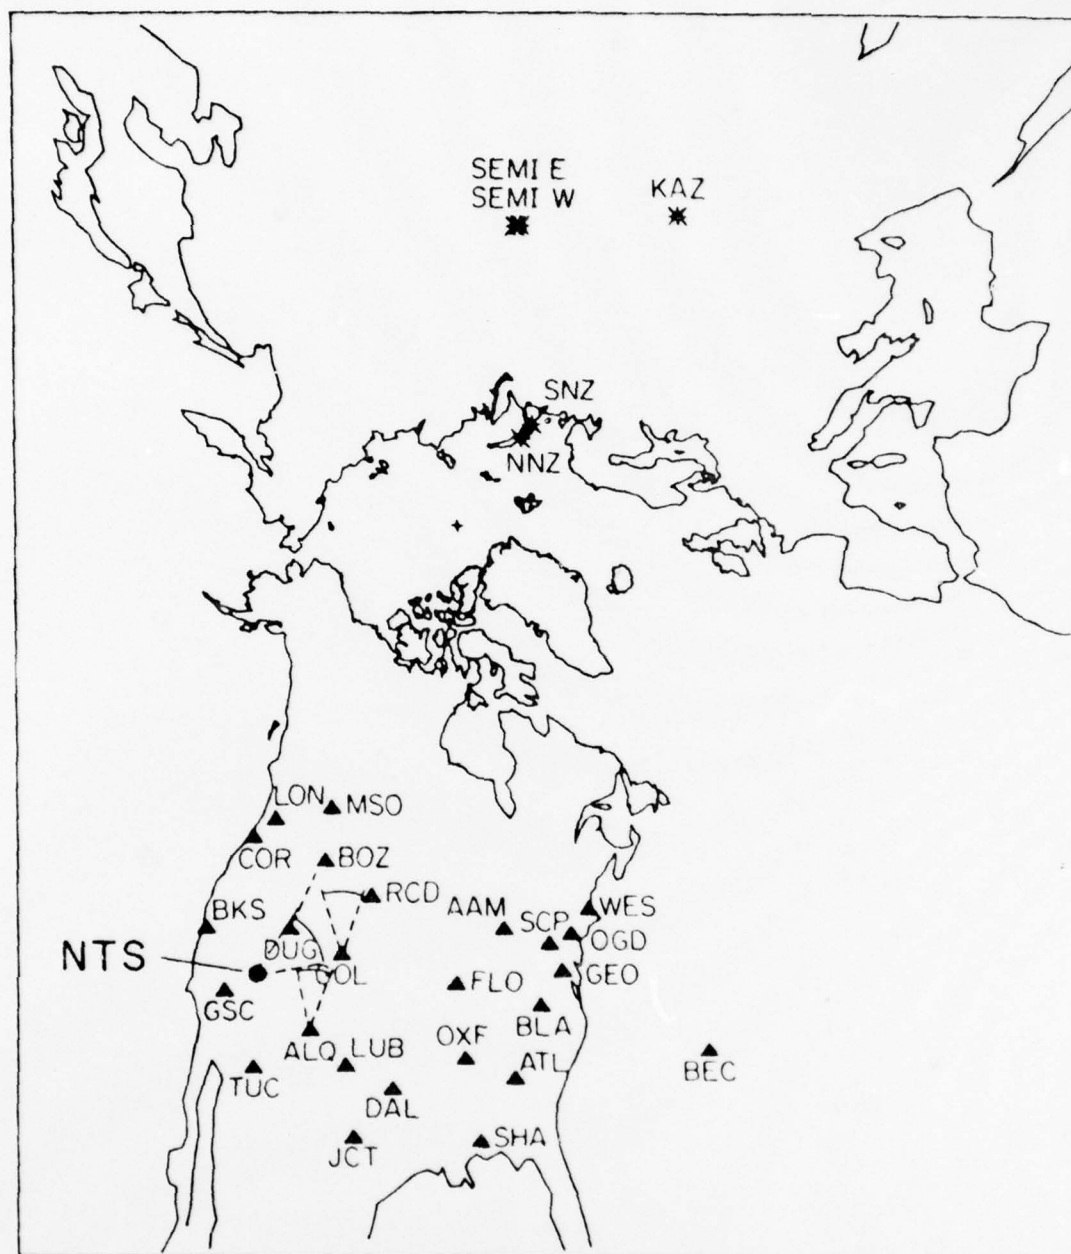 SEMI E
SEMI W
KAZ
SNZ
NNZ
LON
MSO
COR
BOZ
RCD
BKS
AAM
SCP
WES
OGD
DUG
NTS
GOL
GEO
FLO
GSC
BLA
OXF
ALQ
LUB
ATL
BEC
TUC
DAL
JCT
SHA